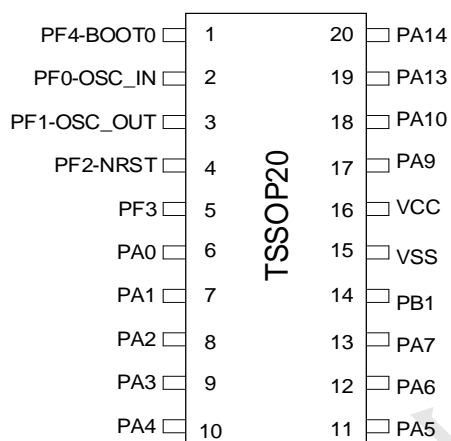 PF4-BOOT0 1 20 PA14
PF0-OSC_IN 2 19 PA13
PF1-OSC_OUT 3 18 PA10
PF2-NRST 4 17 PA9
PF3 5 16 VCC
PA0 6 15 VSS
PA1 7 14 PB1
PA2 8 13 PA7
PA3 9 12 PA6
PA4 10 11 PA5
TSSOP20